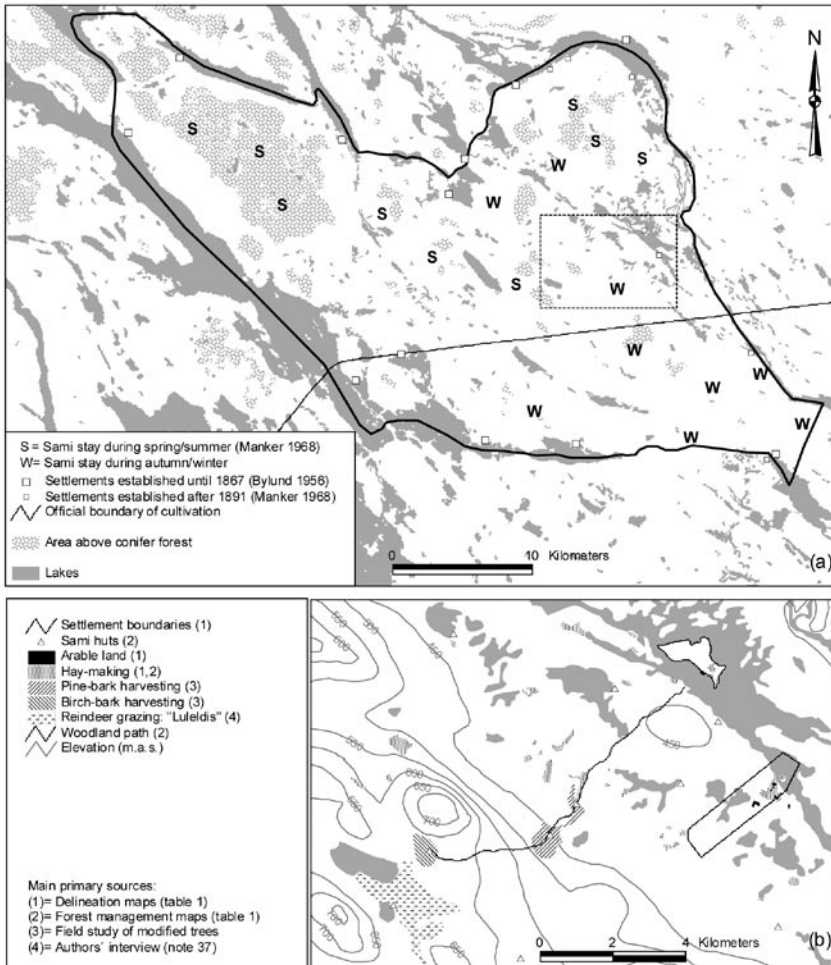 N
S
S
S
S
S
S
S
S
S
W
W
W
W
W
W
W
W
W
S = Sami stay during spring/summer (Manker 1968)
W= Sami stay during autumn/winter
Settlements established until 1867 (Bylund 1956)
Settlements established after 1891 (Manker 1968)
Official boundary of cultivation
Area above conifer forest
Lakes
0 10 Kilometers
(a)
Settlement boundaries (1)
Sami huts (2)
Arable land (1)
Hay-making (1,2)
Pine-bark harvesting (3)
Birch-bark harvesting (3)
Reindeer grazing: "Luleldis" (4)
Woodland path (2)
Elevation (m.a.s.)
Main primary sources:
(1)= Delineation maps (table 1)
(2)= Forest management maps (table 1)
(3)= Field study of modified trees
(4)= Authors´ interview (note 37)
550
500
450
450
550
600
650
700
0 2 4 Kilometers
(b)